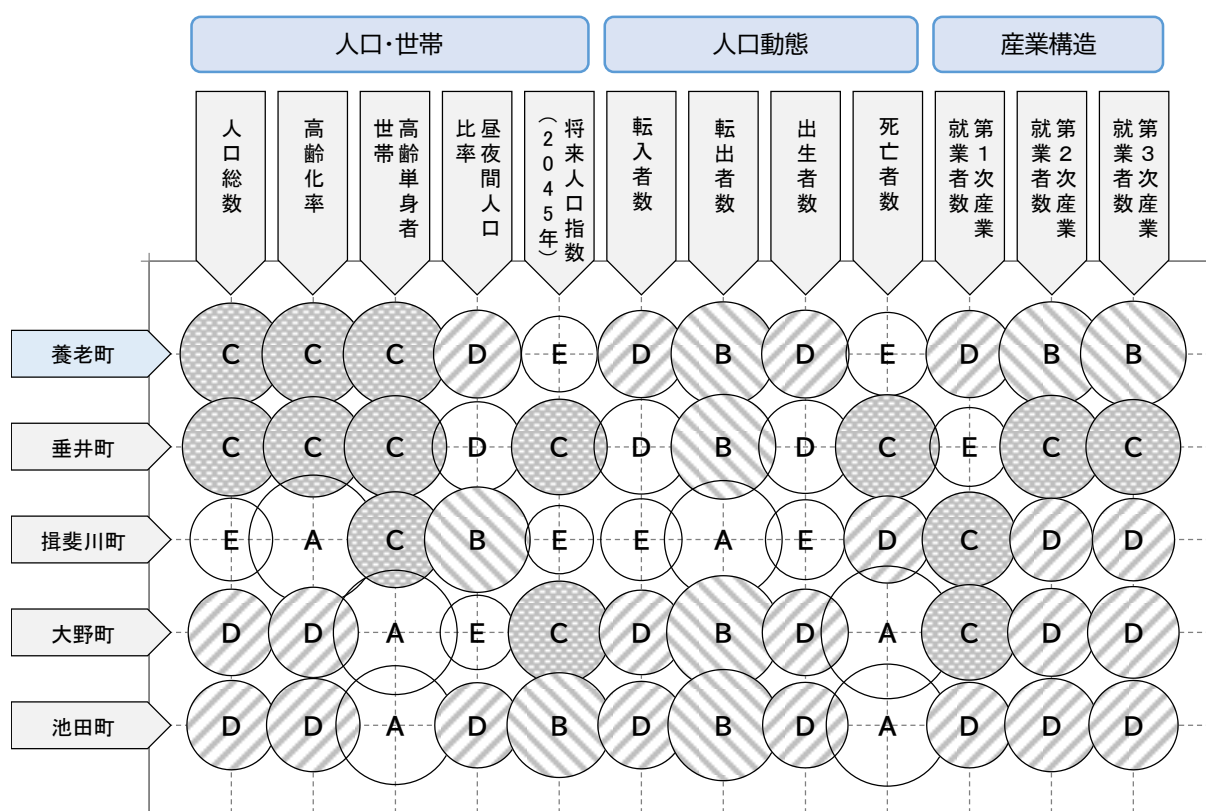 人口・世帯 人口動態 産業構造
人口総数
高齢化率
高齢単身者
世帯
昼夜間人口
比率
将来人口指数
（2045年）
転入者数
転出者数
出生者数
死亡者数
第1次産業
就業者数
第2次産業
就業者数
第3次産業
就業者数
養老町 C C C D E D B D E D B B
垂井町 C C C D C D B D C E C C
揖斐川町 E A C B E E A E D C D D
大野町 D D A E C D B D A C D D
池田町 D D A D B D B D A D D D